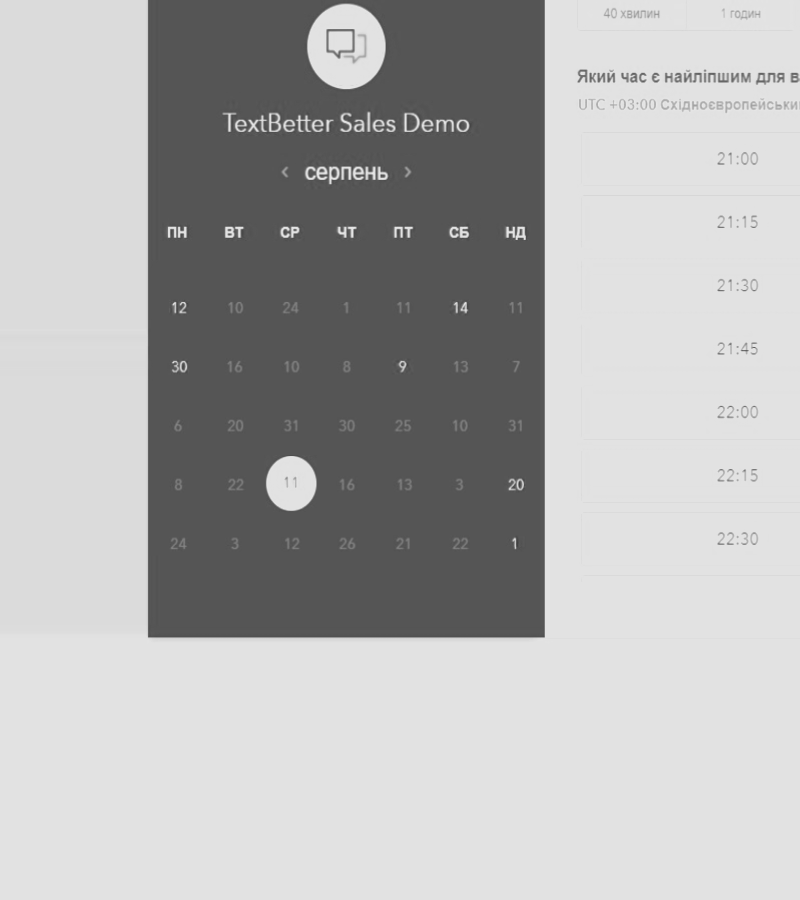 TextBetter Sales Demo
‹ серпень ›
ПН ВТ СР ЧТ ПТ СБ НД
12 10 24 1 11 14 11
30 16 10 8 9 13 7
6 20 31 30 25 10 31
8 22 11 16 13 3 20
24 3 12 26 21 22 1
40 хвилин 1 годин
Який час є найліпшим для
UTC +03:00
21:00
21:15
21:30
21:45
22:00
22:15
22:30